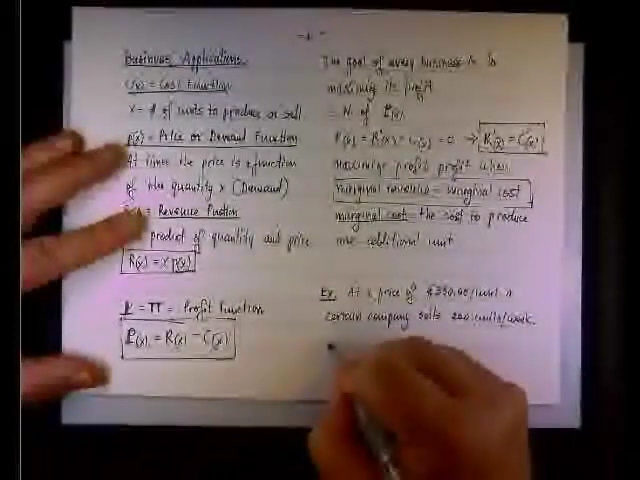 Business Applications
C(x) = Cost Function
x = # of units to produce or sell
p(x) = Price or Demand Function
At times the price is a function
of the quantity x (Demand)
= Revenue Function
product of quantity and price
R(x) = x p(x)
P = π = Profit Function
P(x) = R(x) - C(x)
The goal of every business is to
maximize its profit
of P(x)
P'(x) = R'(x) - C'(x) = 0 → R'(x) = C'(x)
maximize profit profit when
marginal revenue = marginal cost
marginal cost = the cost to produce
one additional unit
Ex. At a price of $350.00/unit a
certain company sells 200 units/week.